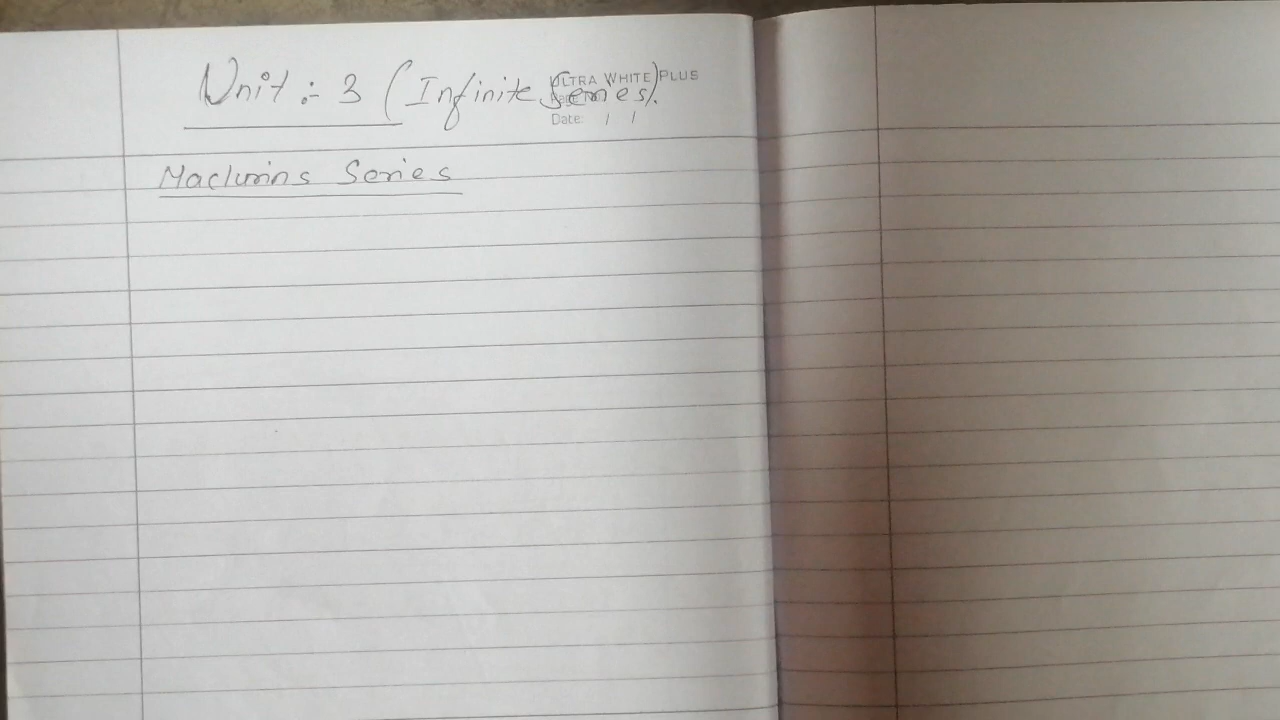 Unit :- 3 (Infinite Series).
ULTRA WHITE PLUS
Date: / /
Maclurins Series